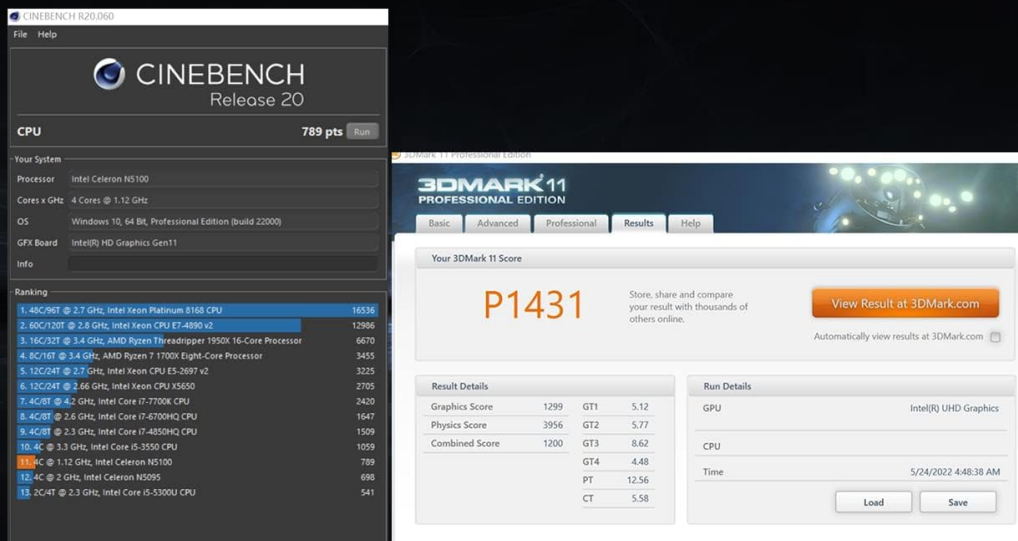 CINEBENCH R20.060
File Help
CINEBENCH
Release 20
CPU 789 pts Run
Your System
Processor Intel Celeron N5100
Cores x GHz 4 Cores @ 1.12 GHz
OS Windows 10, 64 Bit, Professional Edition (build 22000)
GFX Board Intel(R) HD Graphics Gen11
Info
Ranking
1. 48C/96T @ 2.7 GHz, Intel Xeon Platinum 8168 CPU 16536
2. 60C/120T @ 2.8 GHz, Intel Xeon CPU E7-4890 v2 12986
3. 16C/32T @ 3.4 GHz, AMD Ryzen Threadripper 1950X 16-Core Processor 6670
4. 8C/16T @ 3.4 GHz, AMD Ryzen 7 1700X Eight-Core Processor 3455
5. 12C/24T @ 2.7 GHz, Intel Xeon CPU E5-2697 v2 3225
6. 12C/24T @ 2.66 GHz, Intel Xeon CPU X5650 2705
7. 4C/8T @ 4.2 GHz, Intel Core i7-7700K CPU 2420
8. 4C/8T @ 2.6 GHz, Intel Core i7-6700HQ CPU 1647
9. 4C/8T @ 2.3 GHz, Intel Core i7-4850HQ CPU 1509
10. 4C @ 3.3 GHz, Intel Core i5-3550 CPU 1059
11. 4C @ 1.12 GHz, Intel Celeron N5100 789
12. 4C @ 2 GHz, Intel Celeron N5095 698
13. 2C/4T @ 2.3 GHz, Intel Core i5-5300U CPU 541
3DMark 11 Professional Edition
3DMARK 11
PROFESSIONAL EDITION
Basic Advanced Professional Results Help
Your 3DMark 11 Score
P1431
Store, share and compare
your result with thousands of
others online.
View Result at 3DMark.com
Automatically view results at 3DMark.com
Result Details
Graphics Score 1299 GT1 5.12
Physics Score 3956 GT2 5.77
Combined Score 1200 GT3 8.62
GT4 4.48
PT 12.56
CT 5.58
Run Details
GPU Intel(R) UHD Graphics
CPU
Time 5/24/2022 4:48:38 AM
Load Save